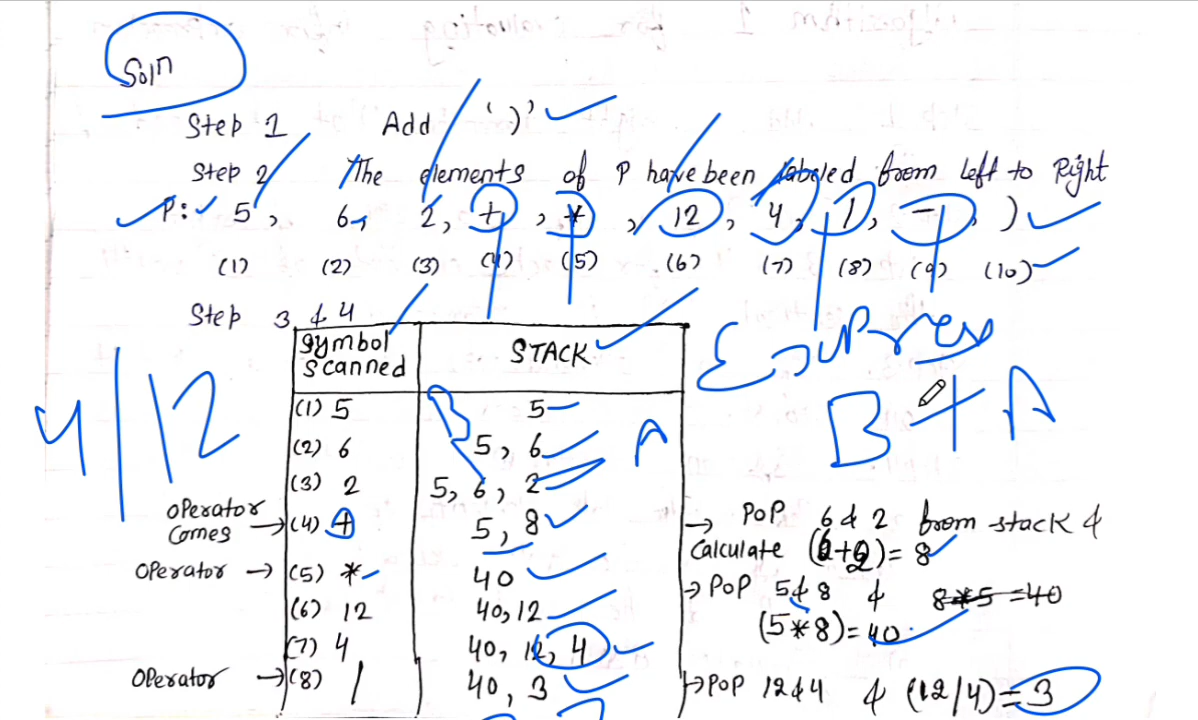 Soln
Step 1 Add ')'
Step 2 The elements of P have been labeled from left to Right
P: 5, 6, 2, +, *, 12, 4, /, -, )
(1) (2) (3) (4) (5) (6) (7) (8) (9) (10)
Step 3 & 4
Symbol Scanned STACK
(1) 5 5
(2) 6 5, 6
(3) 2 5, 6, 2
Operator Comes → (4) + 5, 8 → POP 6 & 2 from stack &
Calculate (6+2) = 8
Operator → (5) * 40 → POP 5 & 8 & 8*5 = 40
(6) 12 40, 12 (5*8) = 40
(7) 4 40, 12, 4
Operator → (8) / 40, 3 → POP 12 & 4 & (12/4) = 3
4/12
A
B + A